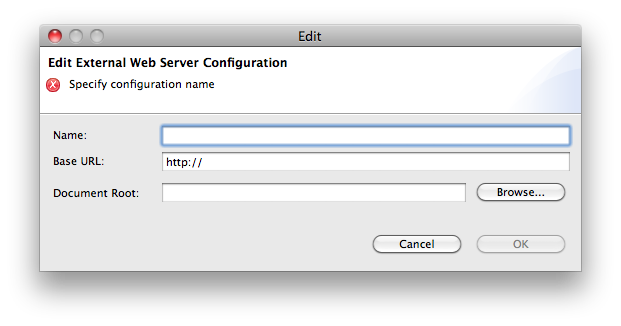 Edit
Edit External Web Server Configuration
Specify configuration name
Name:
Base URL: http://
Document Root: Browse...
Cancel OK